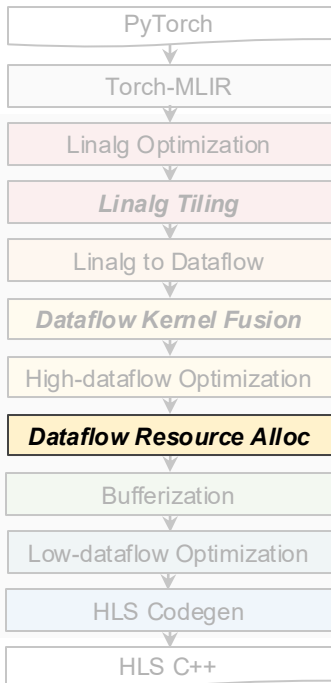 PyTorch
Torch-MLIR
Linalg Optimization
Linalg Tiling
Linalg to Dataflow
Dataflow Kernel Fusion
High-dataflow Optimization
Dataflow Resource Alloc
Bufferization
Low-dataflow Optimization
HLS Codegen
HLS C++